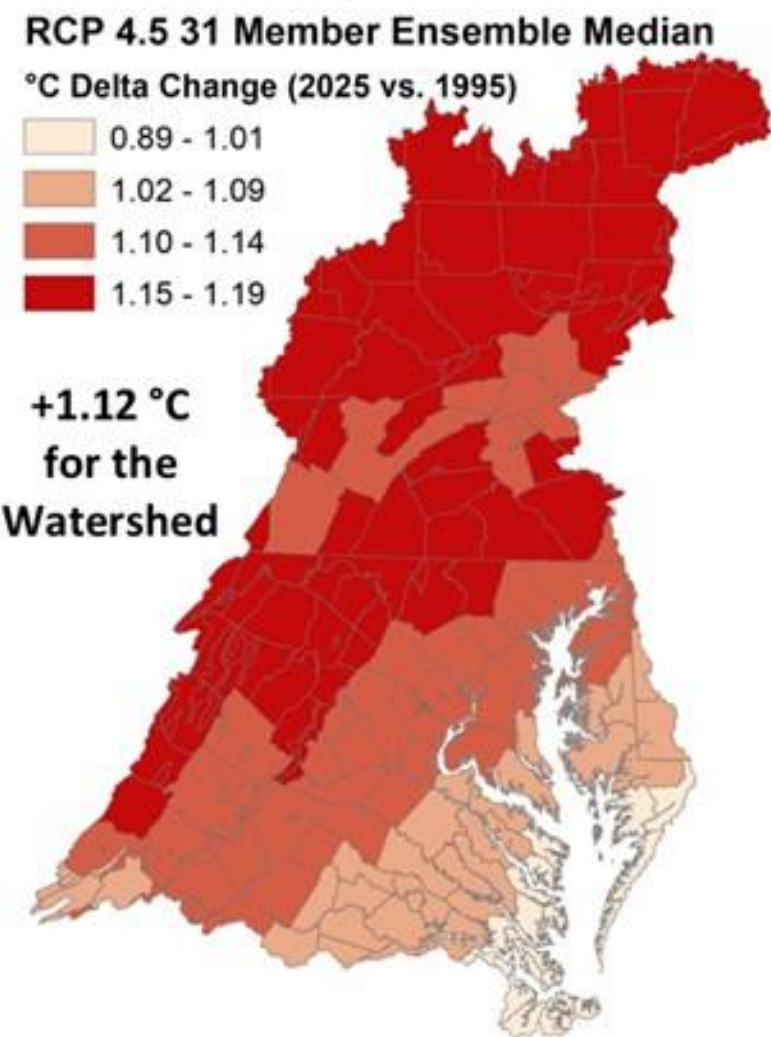 RCP 4.5 31 Member Ensemble Median
°C Delta Change (2025 vs. 1995)
0.89 - 1.01
1.02 - 1.09
1.10 - 1.14
1.15 - 1.19
+1.12 °C
for the
Watershed